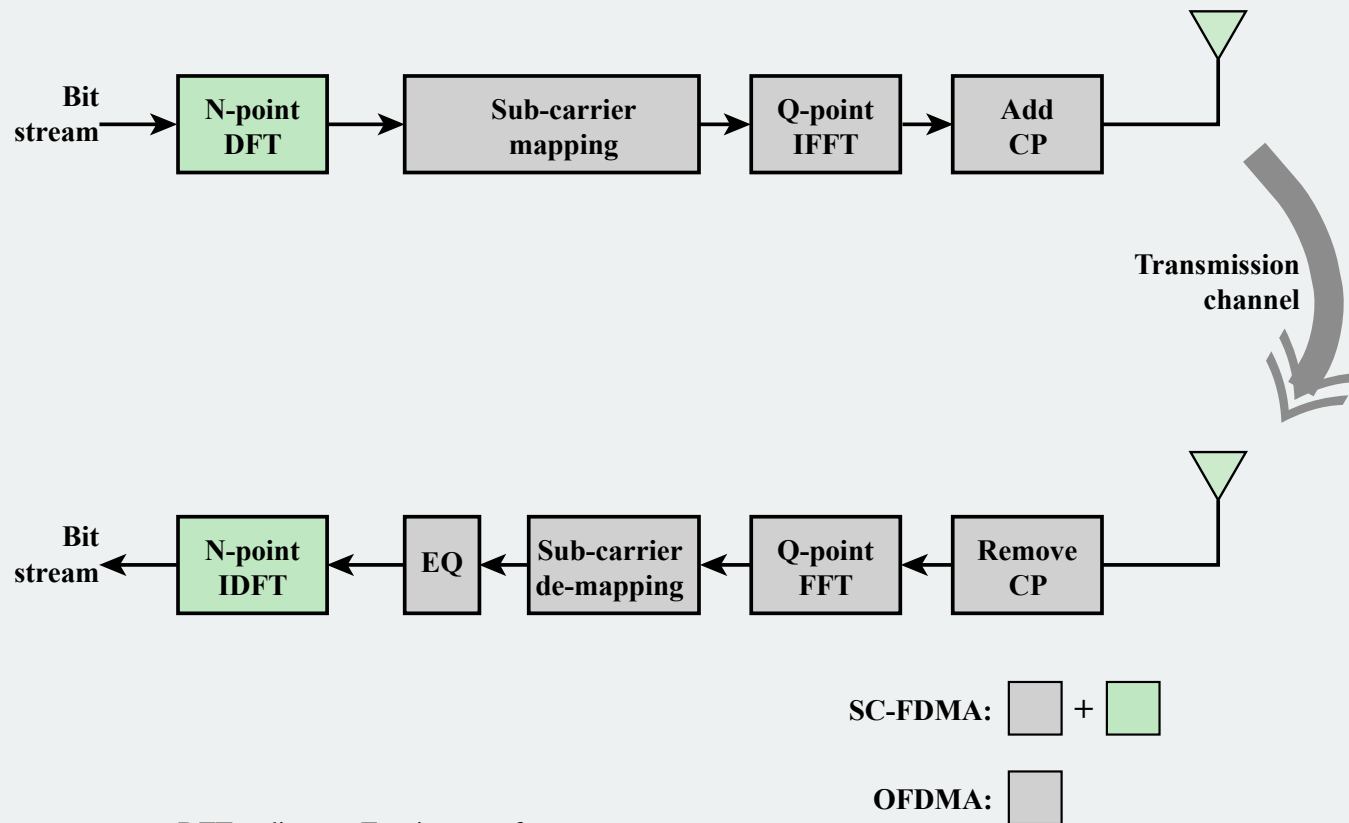 Bit
stream
N-point
DFT
Sub-carrier
mapping
Q-point
IFFT
Add
CP
Transmission
channel
Bit
stream
N-point
IDFT
EQ
Sub-carrier
de-mapping
Q-point
FFT
Remove
CP
SC-FDMA: +
OFDMA: